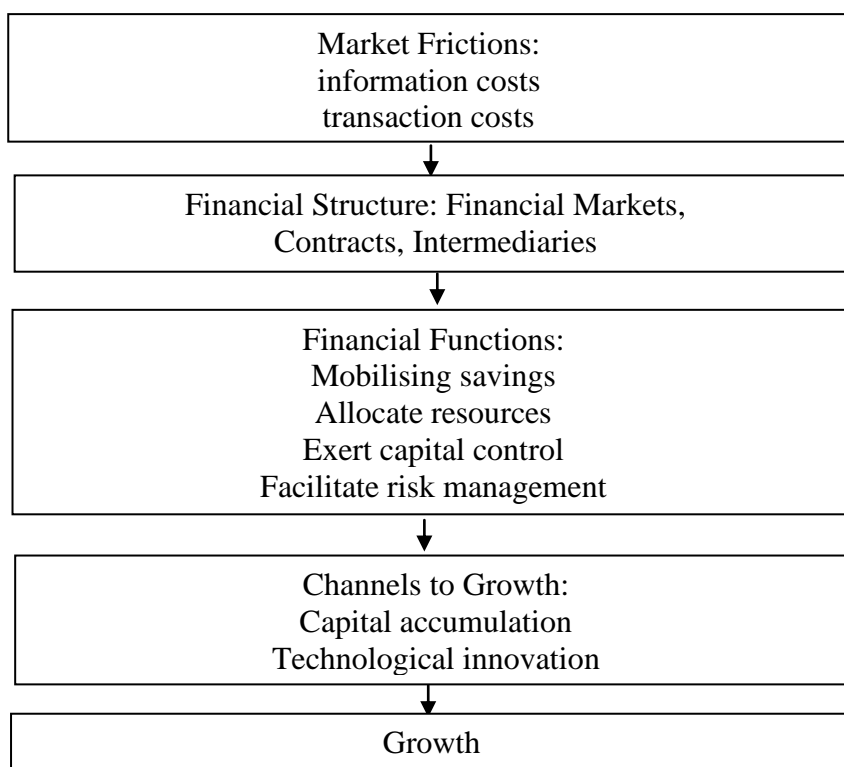 Market Frictions:
information costs
transaction costs
Financial Structure: Financial Markets,
Contracts, Intermediaries
Financial Functions:
Mobilising savings
Allocate resources
Exert capital control
Facilitate risk management
Channels to Growth:
Capital accumulation
Technological innovation
Growth